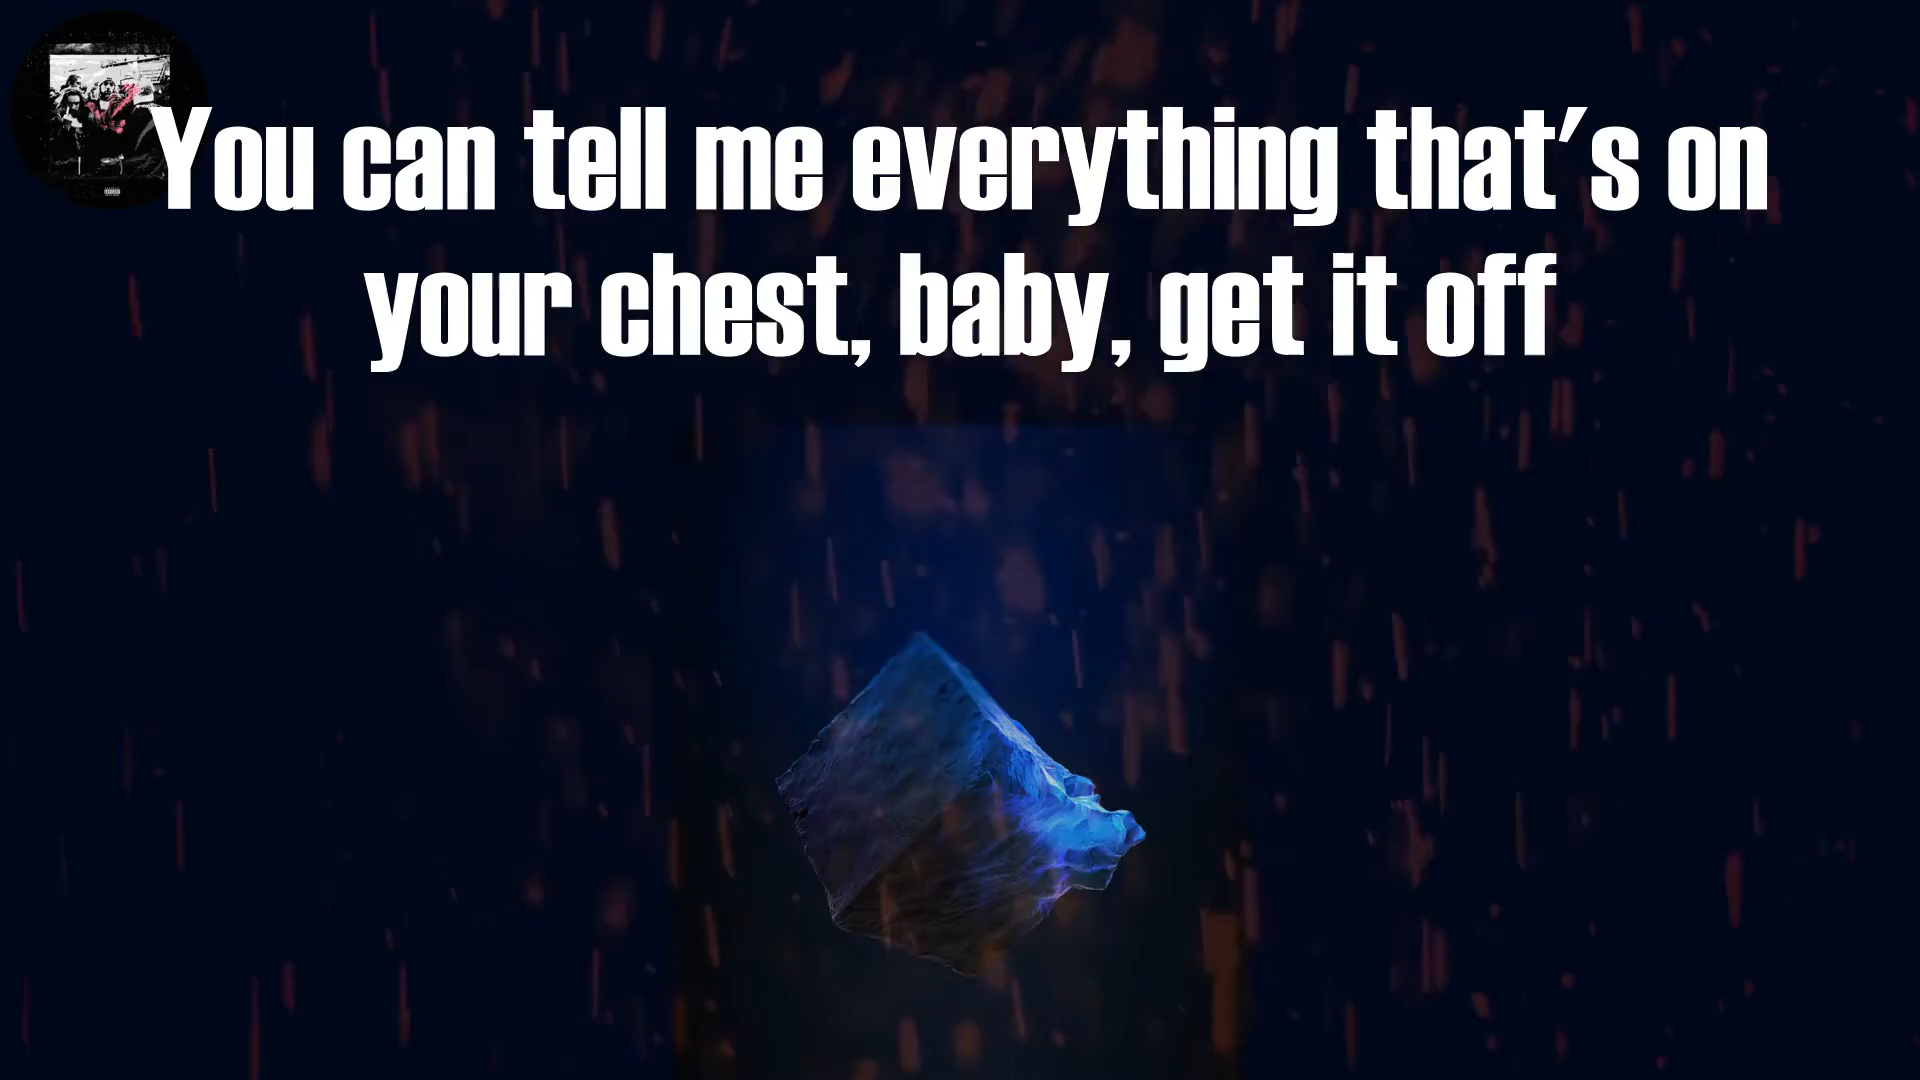 You can tell me everything that's on
your chest, baby, get it off